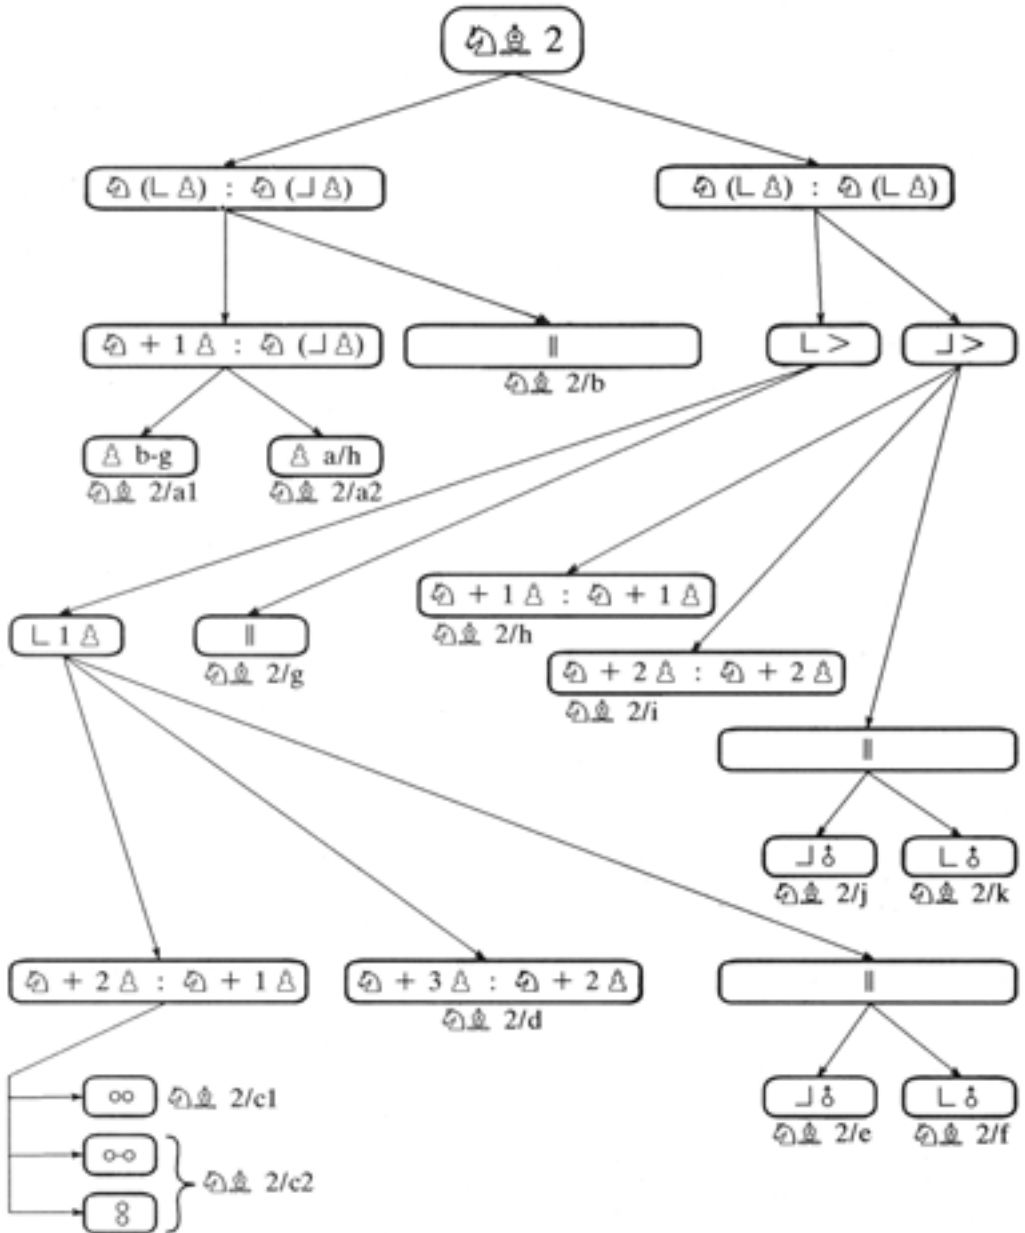 ♘♗ 2
♘ (∟♙) : ♘ (⅃♙)
♘ (∟♙) : ♘ (∟♙)
♘ + 1♙ : ♘ (⅃♙)
||
♘♗ 2/b
∟ >
⅃ >
♙ b-g
♘♗ 2/a1
♙ a/h
♘♗ 2/a2
♘ + 1♙ : ♘ + 1♙
♘♗ 2/h
∟ 1♙
||
♘♗ 2/g
♘ + 2♙ : ♘ + 2♙
♘♗ 2/i
||
⅃ ♁
♘♗ 2/j
∟ ♁
♘♗ 2/k
♘ + 2♙ : ♘ + 1♙
♘ + 3♙ : ♘ + 2♙
♘♗ 2/d
||
⅃ ♁
♘♗ 2/e
∟ ♁
♘♗ 2/f
oo
♘♗ 2/c1
o-o
8
♘♗ 2/c2